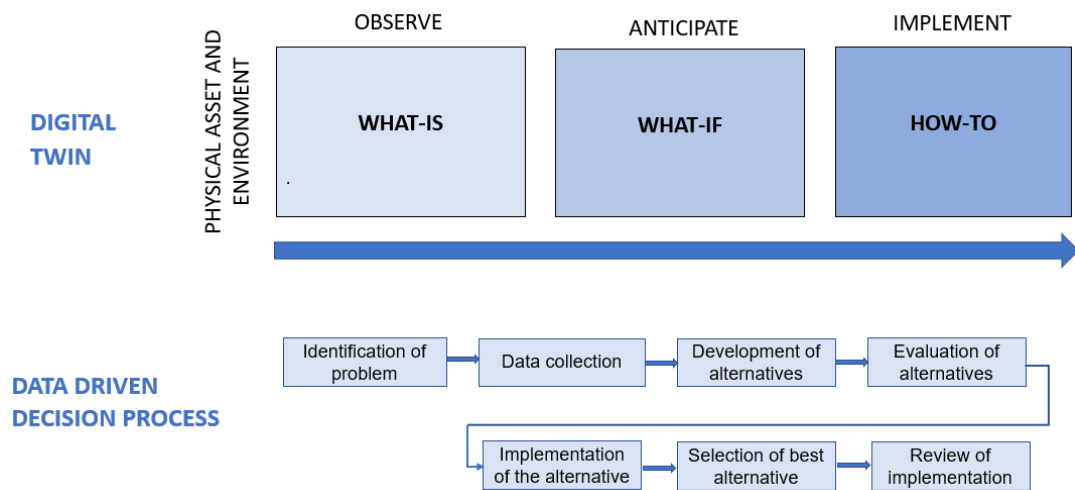 OBSERVE
ANTICIPATE
IMPLEMENT
DIGITAL
TWIN
PHYSICAL ASSET AND
ENVIRONMENT
WHAT-IS
WHAT-IF
HOW-TO
.
DATA DRIVEN
DECISION PROCESS
Identification of
problem
Data collection
Development of
alternatives
Evaluation of
alternatives
Implementation
of the alternative
Selection of best
alternative
Review of
implementation